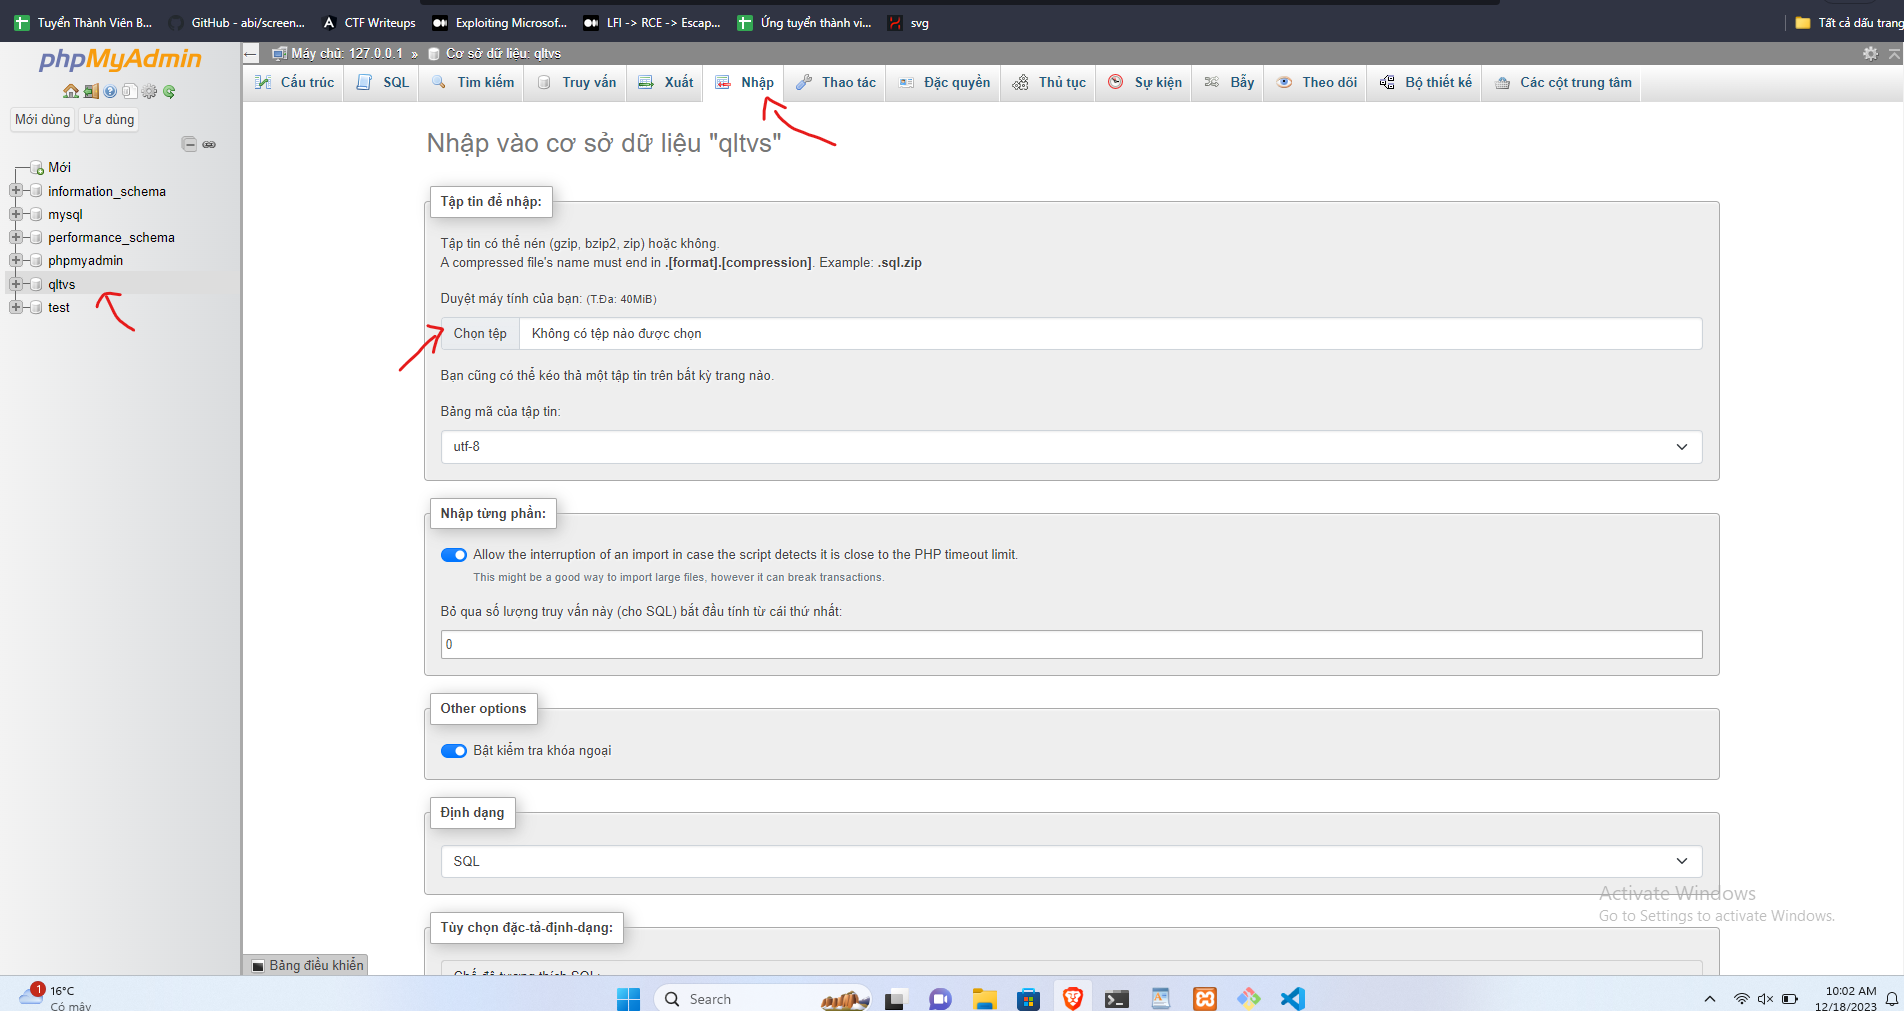 Tuyển Thành Viên B...
GitHub - abi/screen...
CTF Writeups
Exploiting Microsof...
LFI -> RCE -> Escap...
Ứng tuyển thành vi...
svg
Tất cả dấu trang
phpMyAdmin
Mới dùng
Ưa dùng
Mới
information_schema
mysql
performance_schema
phpmyadmin
qltvs
test
Máy chủ: 127.0.0.1 » Cơ sở dữ liệu: qltvs
Cấu trúc
SQL
Tìm kiếm
Truy vấn
Xuất
Nhập
Thao tác
Đặc quyền
Thủ tục
Sự kiện
Bẫy
Theo dõi
Bộ thiết kế
Các cột trung tâm
Nhập vào cơ sở dữ liệu "qltvs"
Tập tin để nhập:
Tập tin có thể nén (gzip, bzip2, zip) hoặc không.
A compressed file's name must end in .[format].[compression]. Example: .sql.zip
Duyệt máy tính của bạn: (T.Đa: 40MiB)
Chọn tệp
Không có tệp nào được chọn
Bạn cũng có thể kéo thả một tập tin trên bất kỳ trang nào.
Bảng mã của tập tin:
utf-8
Nhập từng phần:
Allow the interruption of an import in case the script detects it is close to the PHP timeout limit.
This might be a good way to import large files, however it can break transactions.
Bỏ qua số lượng truy vấn này (cho SQL) bắt đầu tính từ cái thứ nhất:
0
Other options
Bật kiểm tra khóa ngoại
Định dạng
SQL
Activate Windows
Go to Settings to activate Windows.
Tùy chọn đặc-tả-định-dạng:
Chế độ tương thích SQL:
Bảng điều khiển
1
16°C
Có mây
Search
10:02 AM
12/18/2023